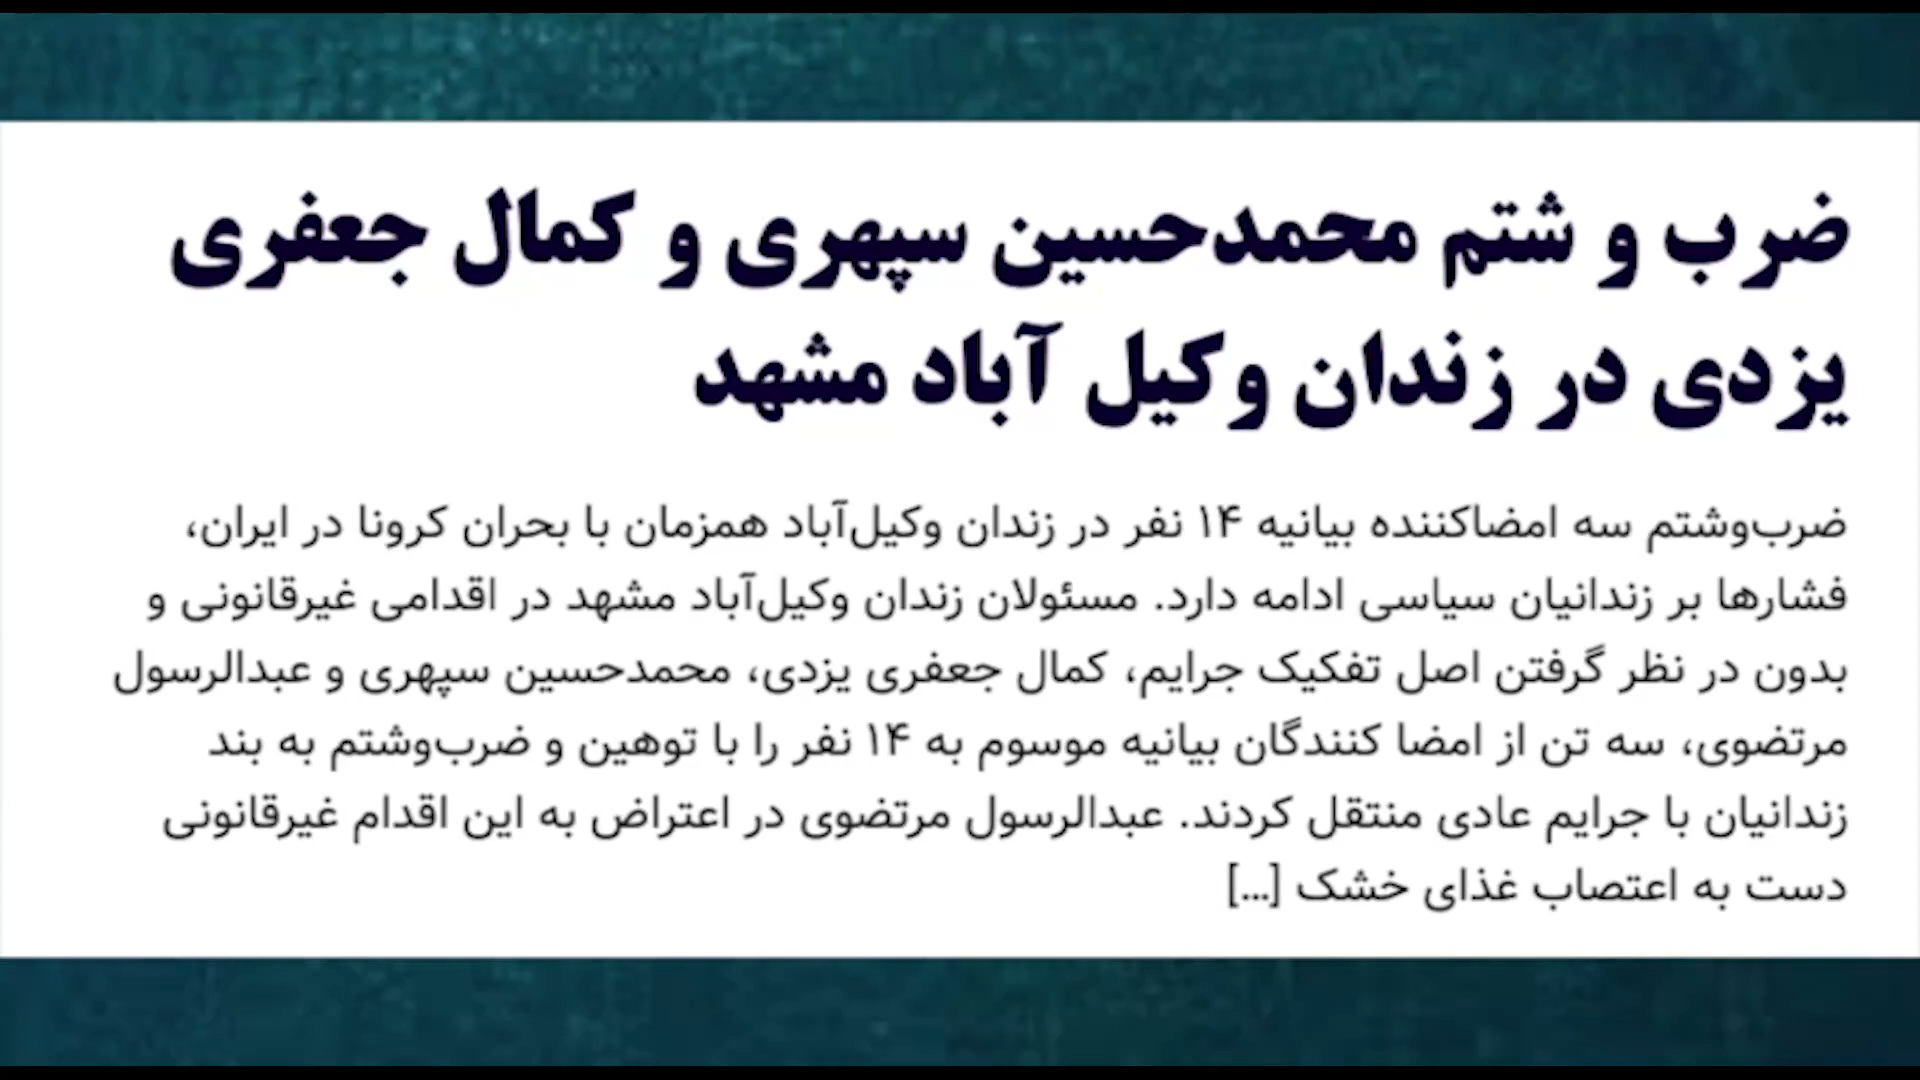 ضرب و شتم محمدحسین سپهری و کمال جعفری
یزدی در زندان وکیل آباد مشهد
ضرب‌وشتم سه امضاکننده بیانیه ۱۴ نفر در زندان وکیل‌آباد همزمان با بحران کرونا در ایران،
فشارها بر زندانیان سیاسی ادامه دارد. مسئولان زندان وکیل‌آباد مشهد در اقدامی غیرقانونی و
بدون در نظر گرفتن اصل تفکیک جرایم، کمال جعفری یزدی، محمدحسین سپهری و عبدالرسول
مرتضوی، سه تن از امضا کنندگان بیانیه موسوم به ۱۴ نفر را با توهین و ضرب‌وشتم به بند
زندانیان با جرایم عادی منتقل کردند. عبدالرسول مرتضوی در اعتراض به این اقدام غیرقانونی
دست به اعتصاب غذای خشک [...]